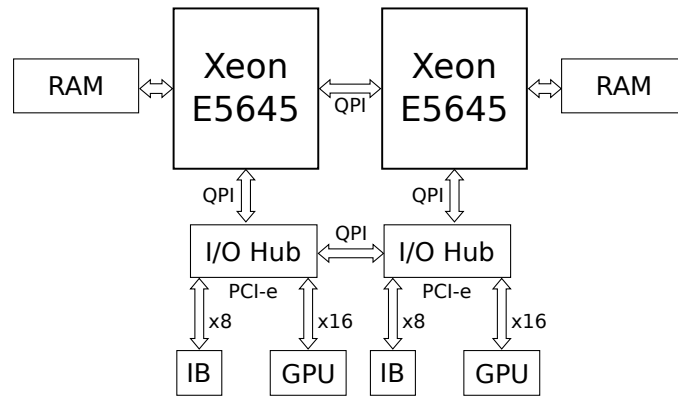 RAM
Xeon
E5645
QPI
Xeon
E5645
RAM
QPI
QPI
I/O Hub
QPI
I/O Hub
PCI-e
PCI-e
x8
x16
x8
x16
IB
GPU
IB
GPU